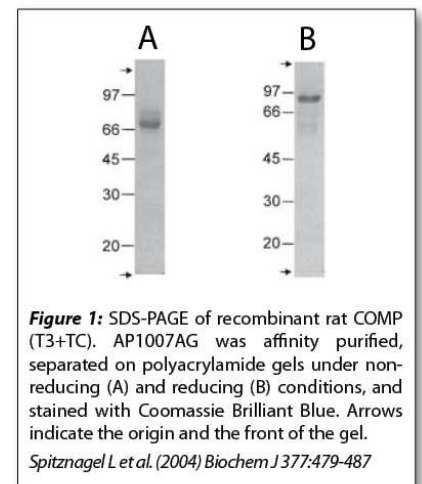 A B
97 97
66 66
45 45
30 30
20 20
Figure 1: SDS-PAGE of recombinant rat COMP
(T3+TC). AP1007AG was affinity purified,
separated on polyacrylamide gels under non-
reducing (A) and reducing (B) conditions, and
stained with Coomassie Brilliant Blue. Arrows
indicate the origin and the front of the gel.
Spitznagel L et al. (2004) Biochem J 377:479-487